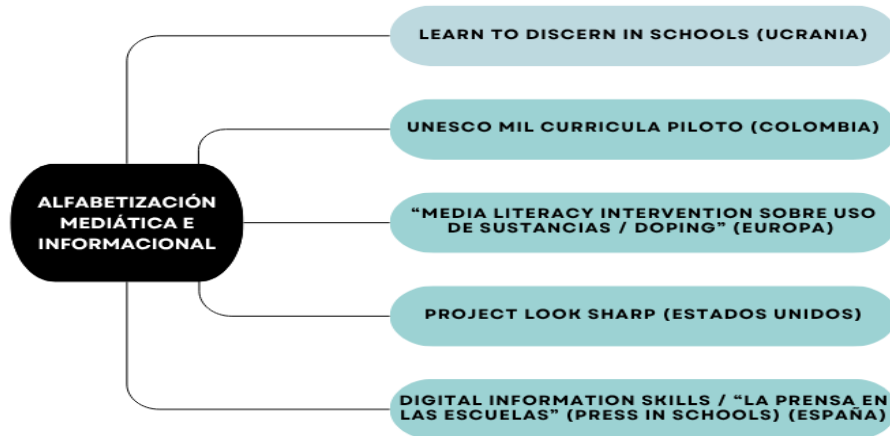 LEARN TO DISCERN IN SCHOOLS (UCRANIA)
UNESCO MIL CURRICULA PILOTO (COLOMBIA)
ALFABETIZACIÓN
MEDIÁTICA E
INFORMACIONAL
“MEDIA LITERACY INTERVENTION SOBRE USO
DE SUSTANCIAS / DOPING” (EUROPA)
PROJECT LOOK SHARP (ESTADOS UNIDOS)
DIGITAL INFORMATION SKILLS / “LA PRENSA EN
LAS ESCUELAS” (PRESS IN SCHOOLS) (ESPAÑA)